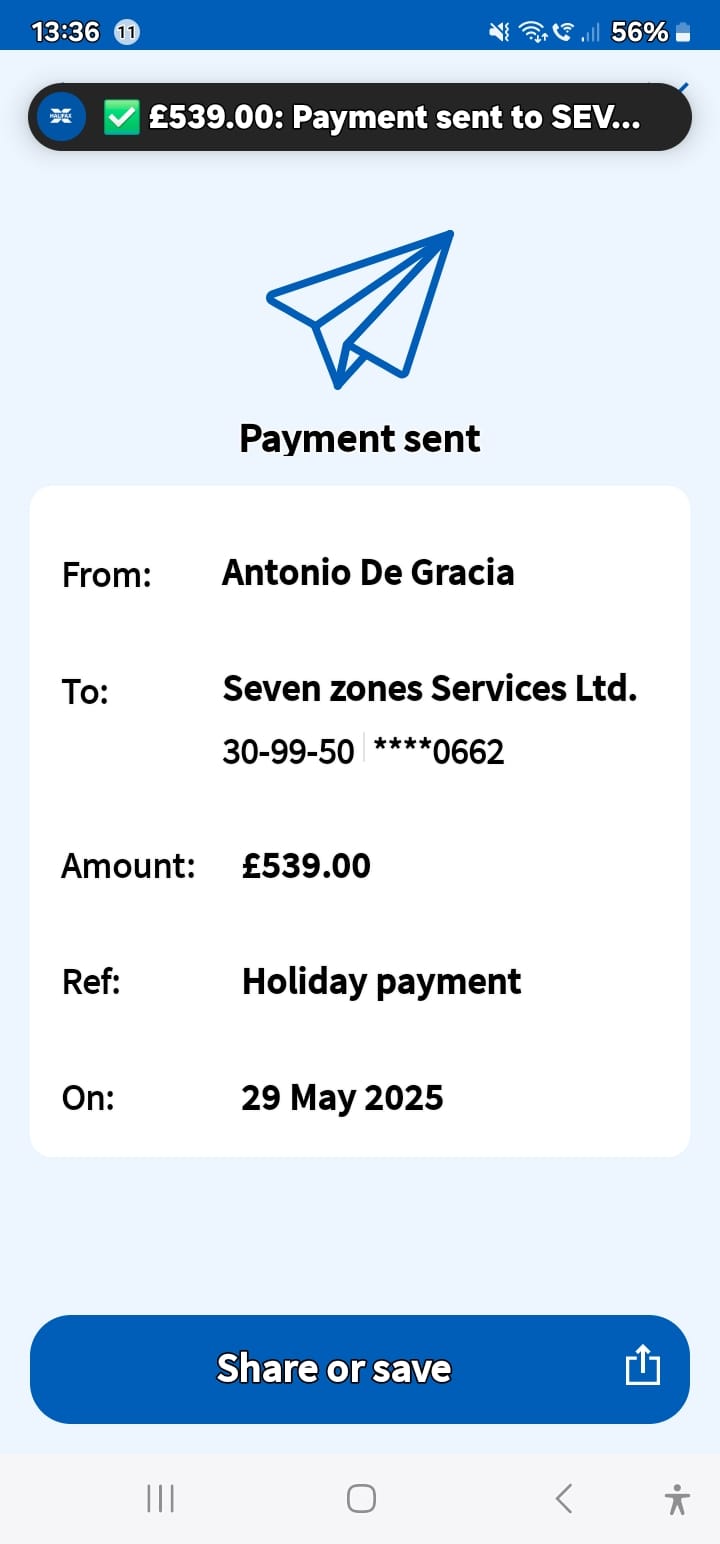 13:36 11 56%
HALIFAX ✅ £539.00: Payment sent to SEV...
Payment sent
From: Antonio De Gracia
To: Seven zones Services Ltd.
30-99-50 ****0662
Amount: £539.00
Ref: Holiday payment
On: 29 May 2025
Share or save